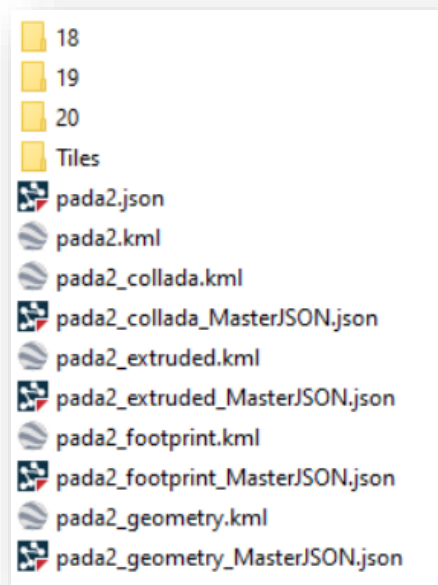 18
19
20
Tiles
pada2.json
pada2.kml
pada2_collada.kml
pada2_collada_MasterJSON.json
pada2_extruded.kml
pada2_extruded_MasterJSON.json
pada2_footprint.kml
pada2_footprint_MasterJSON.json
pada2_geometry.kml
pada2_geometry_MasterJSON.json